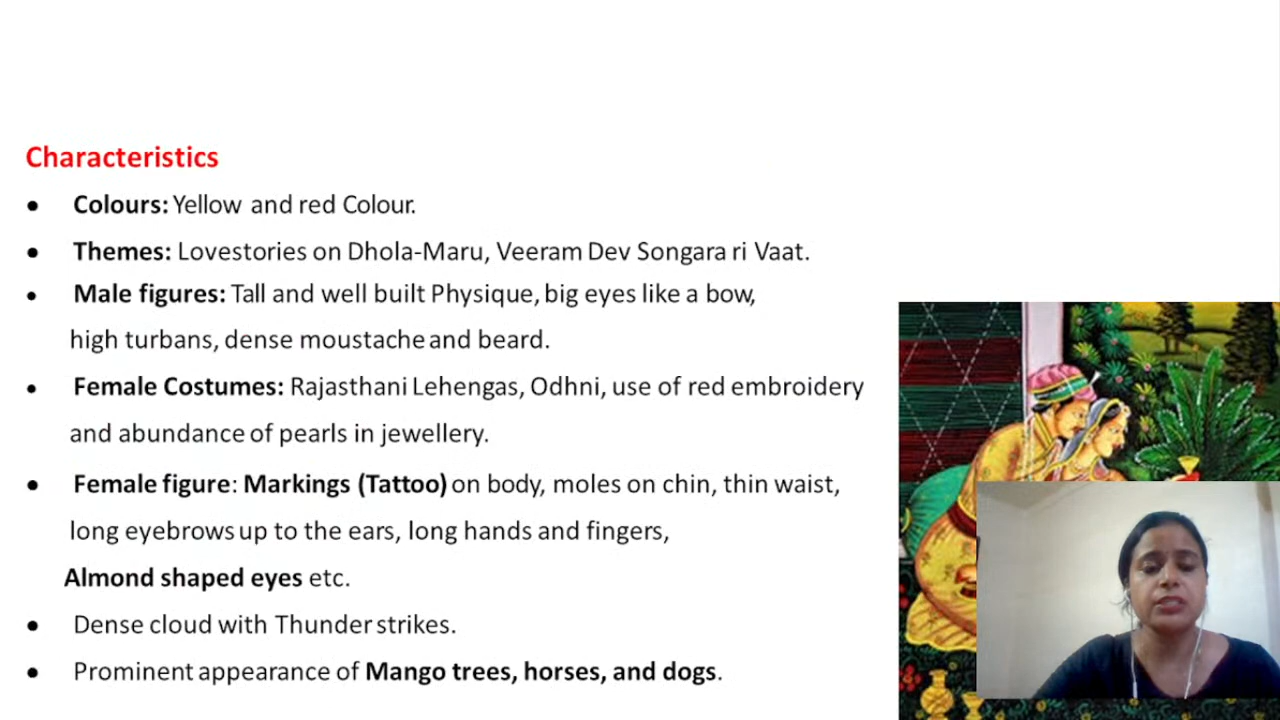 Characteristics
• Colours: Yellow and red Colour.
• Themes: Lovestories on Dhola-Maru, Veeram Dev Songara ri Vaat.
• Male figures: Tall and well built Physique, big eyes like a bow,
high turbans, dense moustache and beard.
• Female Costumes: Rajasthani Lehengas, Odhni, use of red embroidery
and abundance of pearls in jewellery.
• Female figure: Markings (Tattoo) on body, moles on chin, thin waist,
long eyebrows up to the ears, long hands and fingers,
Almond shaped eyes etc.
• Dense cloud with Thunder strikes.
• Prominent appearance of Mango trees, horses, and dogs.